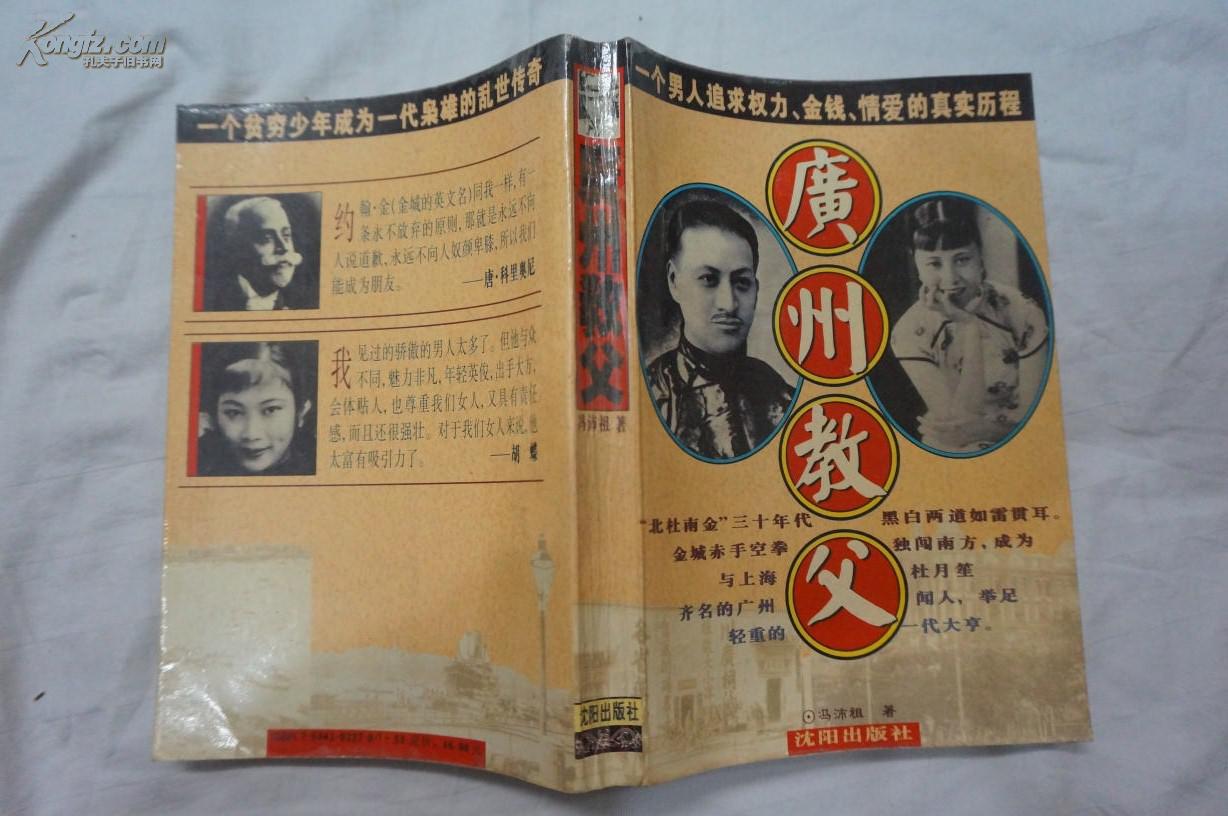 Kongfz.com
孔夫子旧书网
一个贫穷少年成为一代枭雄的乱世传奇
约翰·金(金城的英文名)同我一样,有一
条永不放弃的原则,那就是永远不向
人说道歉,永远不向人奴颜卑膝,所以我们
能成为朋友。
——唐·科里奥尼
我见过的骄傲的男人太多了。但他与众
不同,魅力非凡,年轻英俊,出手大方,
会体贴人,也尊重我们女人,又具有责任
感,而且还很强壮。对于我们女人来说,他
太富有吸引力了。
——胡 蝶
廣州教父
冯沛祖 著
沈阳出版社
一个男人追求权力、金钱、情爱的真实历程
廣
州
教
父
“北杜南金”三十年代 黑白两道如雷贯耳。
金城赤手空拳 独闯南方、成为
与上海 杜月笙
齐名的广州 闻人,举足
轻重的 一代大亨。
⊙冯沛祖 著
沈阳出版社